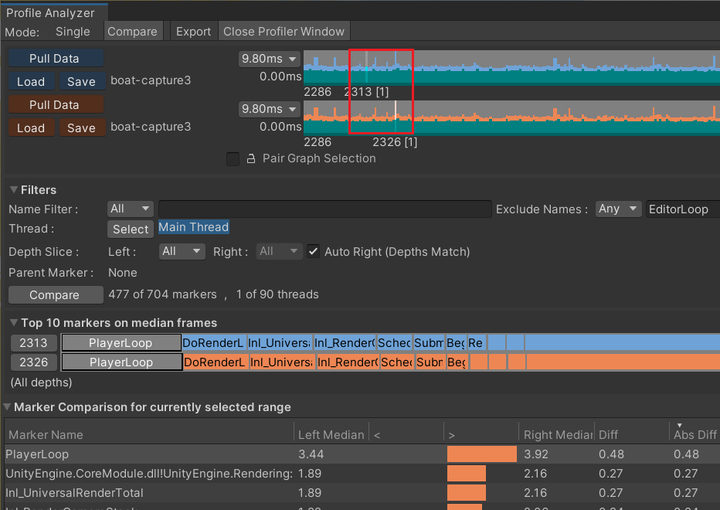 Profile Analyzer
Mode: Single Compare Export Close Profiler Window
Pull Data 9.80ms
Load Save boat-capture3 0.00ms
2286 2313 [1]
Pull Data 9.80ms
Load Save boat-capture3 0.00ms
2286 2326 [1]
Pair Graph Selection
Filters
Name Filter : All Exclude Names : Any EditorLoop
Thread : Select Main Thread
Depth Slice : Left : All Right : All Auto Right (Depths Match)
Parent Marker : None
Compare 477 of 704 markers , 1 of 90 threads
Top 10 markers on median frames
2313 PlayerLoop DoRenderL Inl_Universa Inl_Render Sched Subm Beg Re
2326 PlayerLoop DoRenderL Inl_Univers Inl_Render Sched Subm Beg
(All depths)
Marker Comparison for currently selected range
Marker Name Left Median < > Right Median Diff Abs Diff
PlayerLoop 3.44 3.92 0.48 0.48
UnityEngine.CoreModule.dll!UnityEngine.Rendering: 1.89 2.16 0.27 0.27
Inl_UniversalRenderTotal 1.89 2.16 0.27 0.27